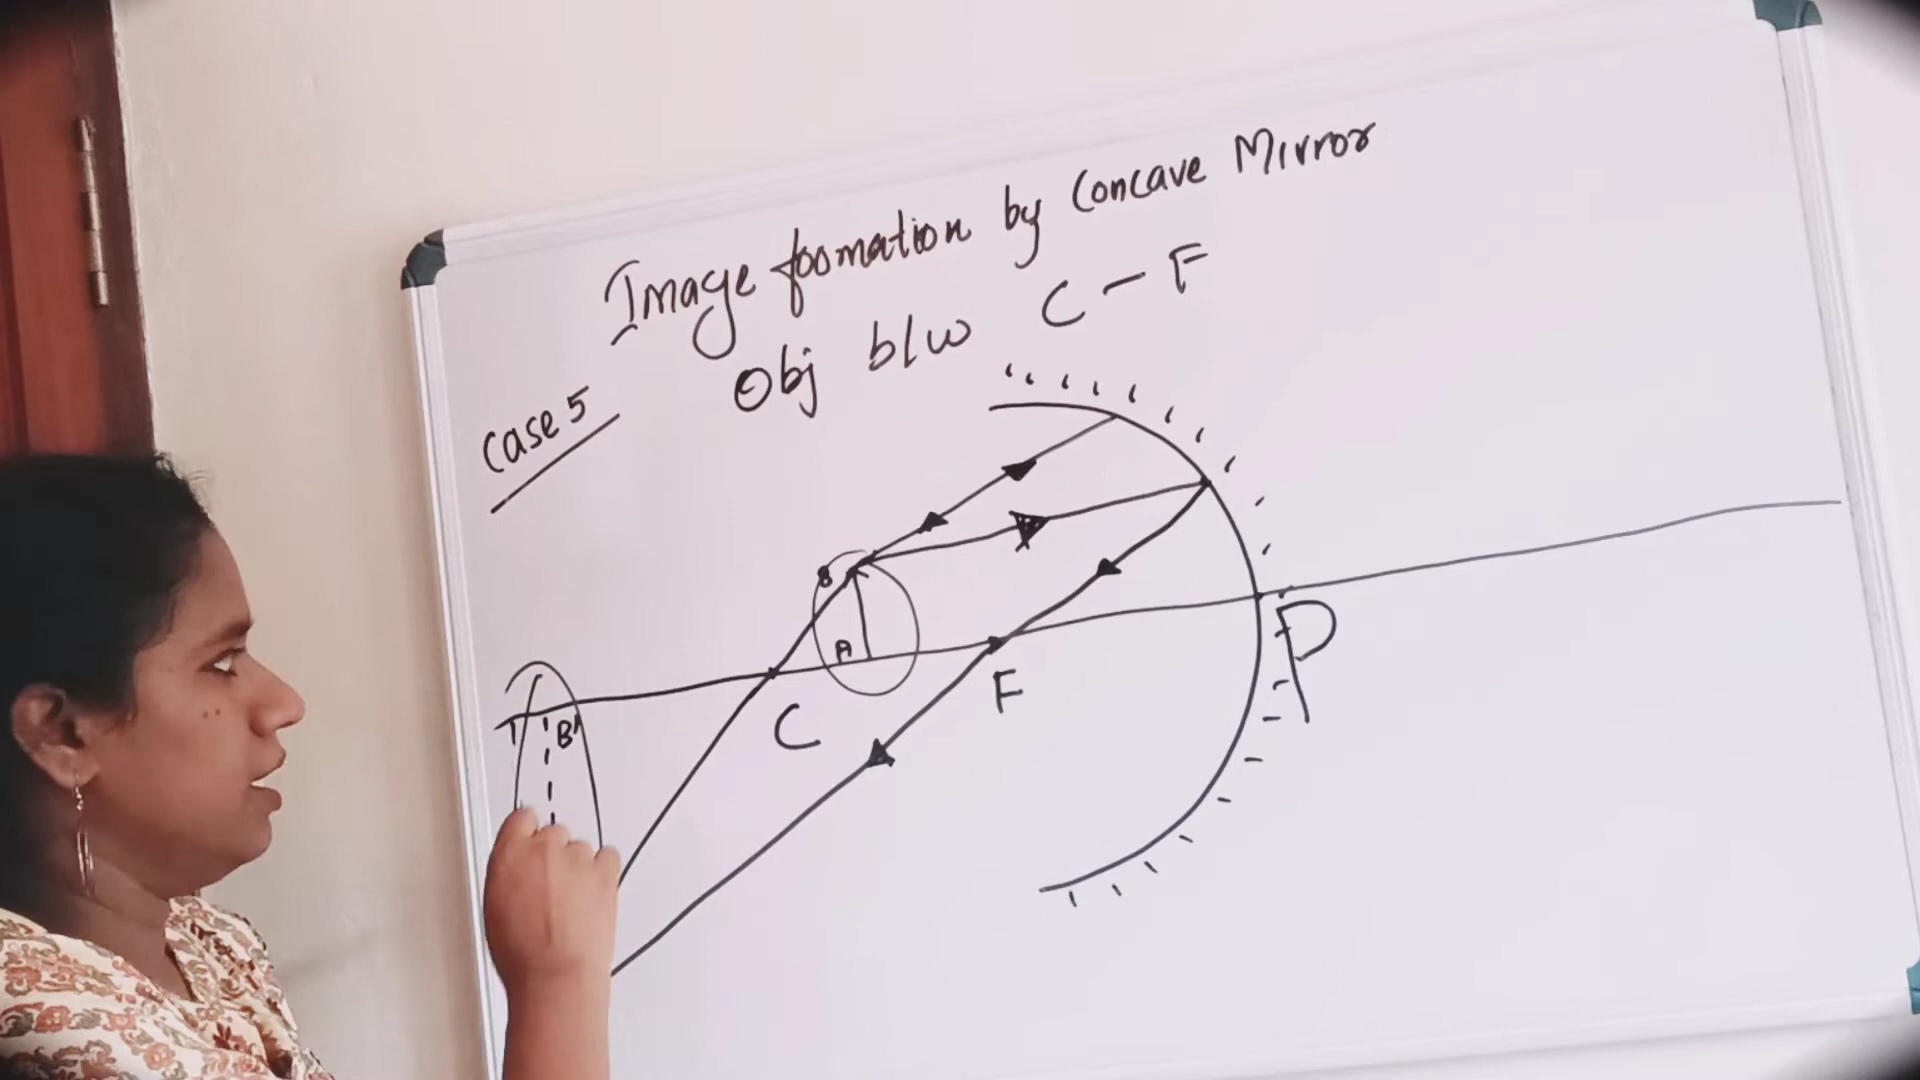 Image formation by Concave Mirror
Obj b/w C - F
Case 5
B
A
P
F
C
B'